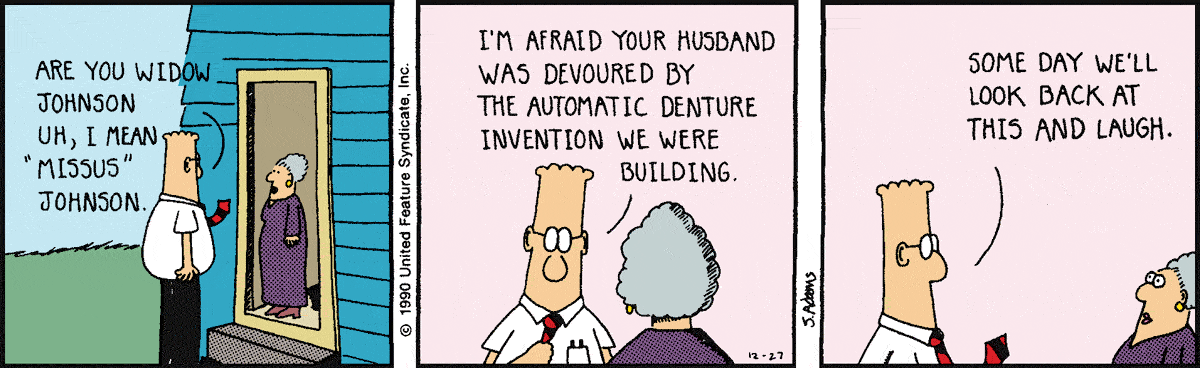 ARE YOU WIDOW
JOHNSON
UH, I MEAN
"MISSUS"
JOHNSON.
© 1990 United Feature Syndicate, Inc.
I'M AFRAID YOUR HUSBAND
WAS DEVOURED BY
THE AUTOMATIC DENTURE
INVENTION WE WERE
BUILDING.
12-27
S.Adams
SOME DAY WE'LL
LOOK BACK AT
THIS AND LAUGH.